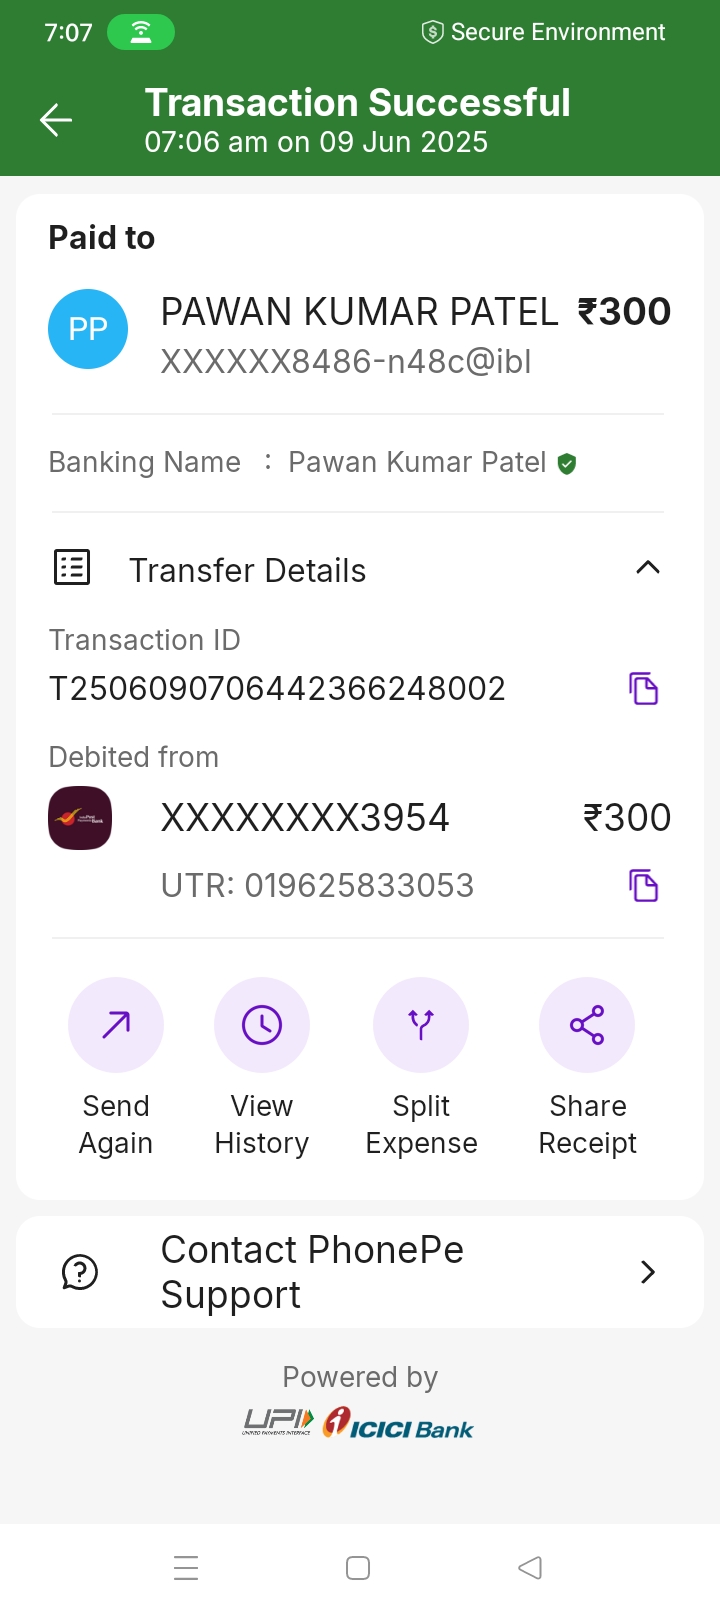 7:07
Secure Environment
Transaction Successful
07:06 am on 09 Jun 2025
Paid to
PP
PAWAN KUMAR PATEL ₹300
XXXXXX8486-n48c@ibl
Banking Name : Pawan Kumar Patel
Transfer Details
Transaction ID
T2506090706442366248002
Debited from
XXXXXXXX3954 ₹300
UTR: 019625833053
Send Again
View History
Split Expense
Share Receipt
Contact PhonePe
Support
Powered by
UPI ICICI Bank
UNIFIED PAYMENTS INTERFACE